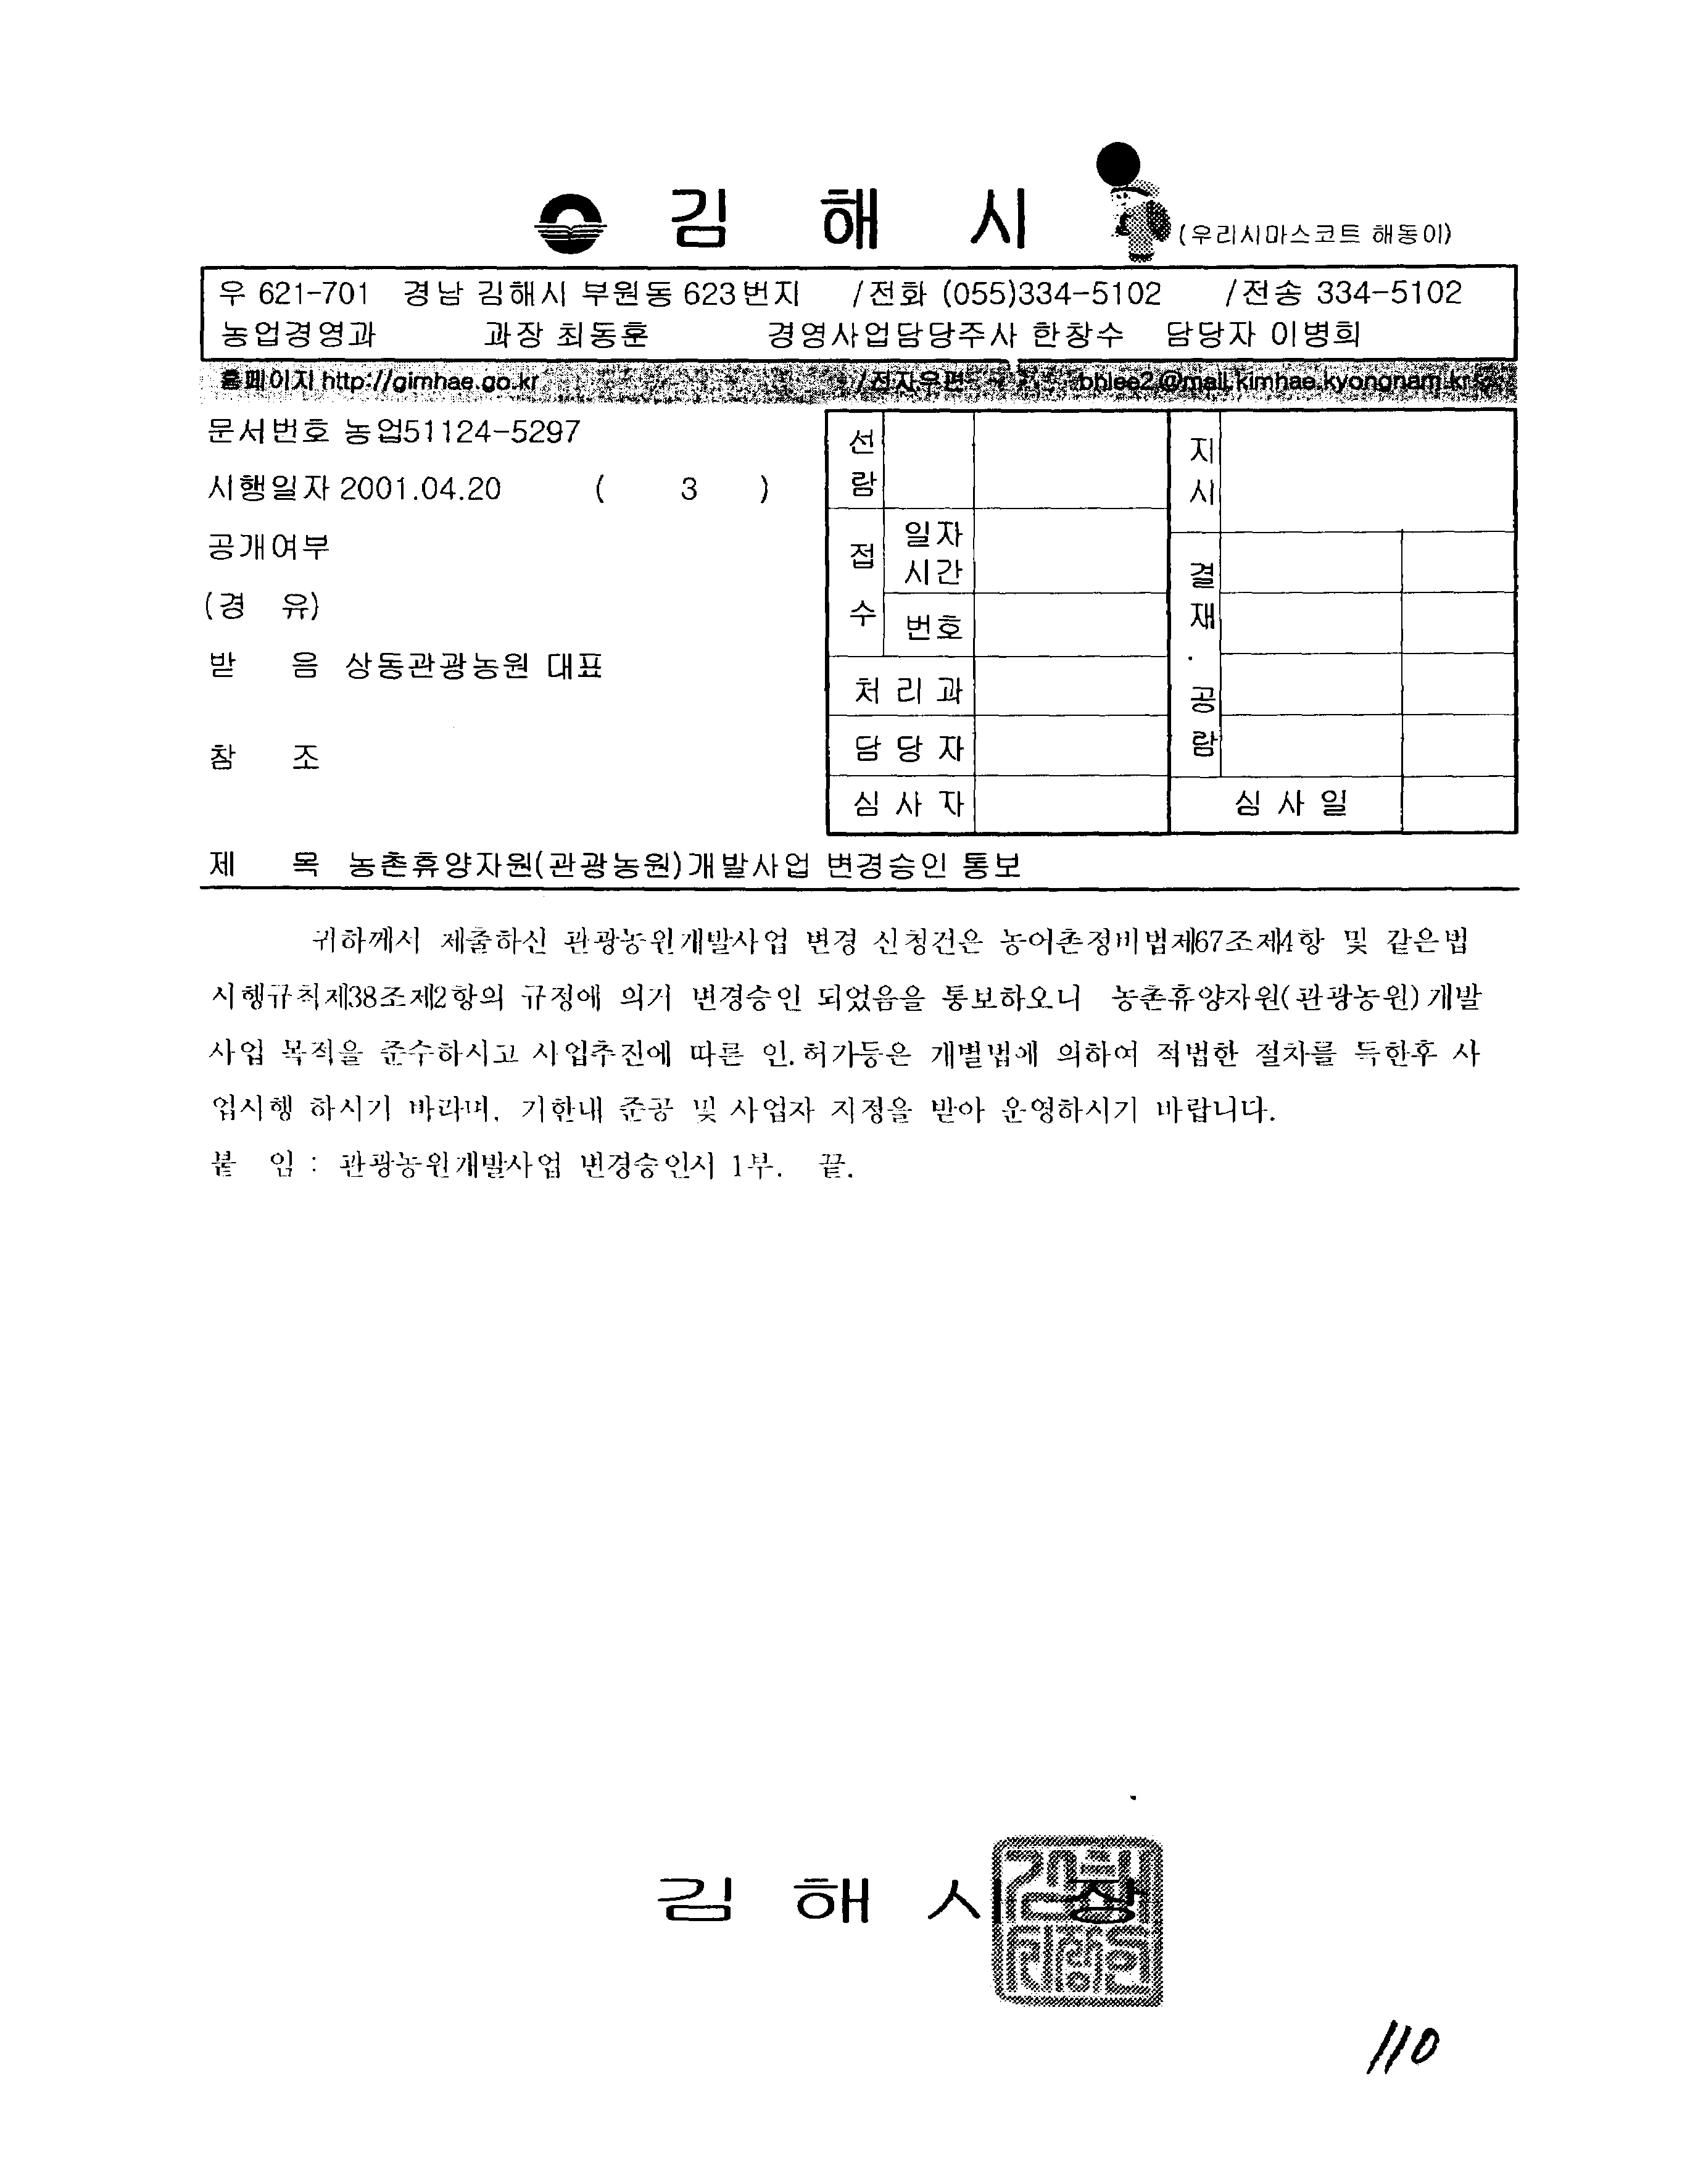 김 해 시
(우리시마스코트 해동이)
우 621-701 경남 김해시 부원동 623번지 /전화 (055)334-5102 /전송 334-5102
농업경영과 과장 최동훈 경영사업담당주사 한창수 담당자 이병희
홈페이지 http://gimhae.go.kr /전자우편 bhlee2@mail.kimhae.kyongnam.kr
문서번호 농업51124-5297
시행일자 2001.04.20 ( 3 )
공개여부
(경 유)
받 음 상동관광농원 대표
참 조
선람
지시
접수
일자
시간
번호
결재.공람
처리과
담당자
심사자
심사일
제 목 농촌휴양자원(관광농원)개발사업 변경승인 통보
귀하께서 제출하신 관광농원개발사업 변경 신청건은 농어촌정비법제67조제4항 및 같은법
시행규칙제38조제2항의 규정에 의거 변경승인 되었음을 통보하오니 농촌휴양자원(관광농원)개발
사업 목적을 준수하시고 사업추진에 따른 인.허가등은 개별법에 의하여 적법한 절차를 득한후 사
업시행 하시기 바라며, 기한내 준공 및 사업자 지정을 받아 운영하시기 바랍니다.
붙 임 : 관광농원개발사업 변경승인서 1부. 끝.
김 해 시 장
110